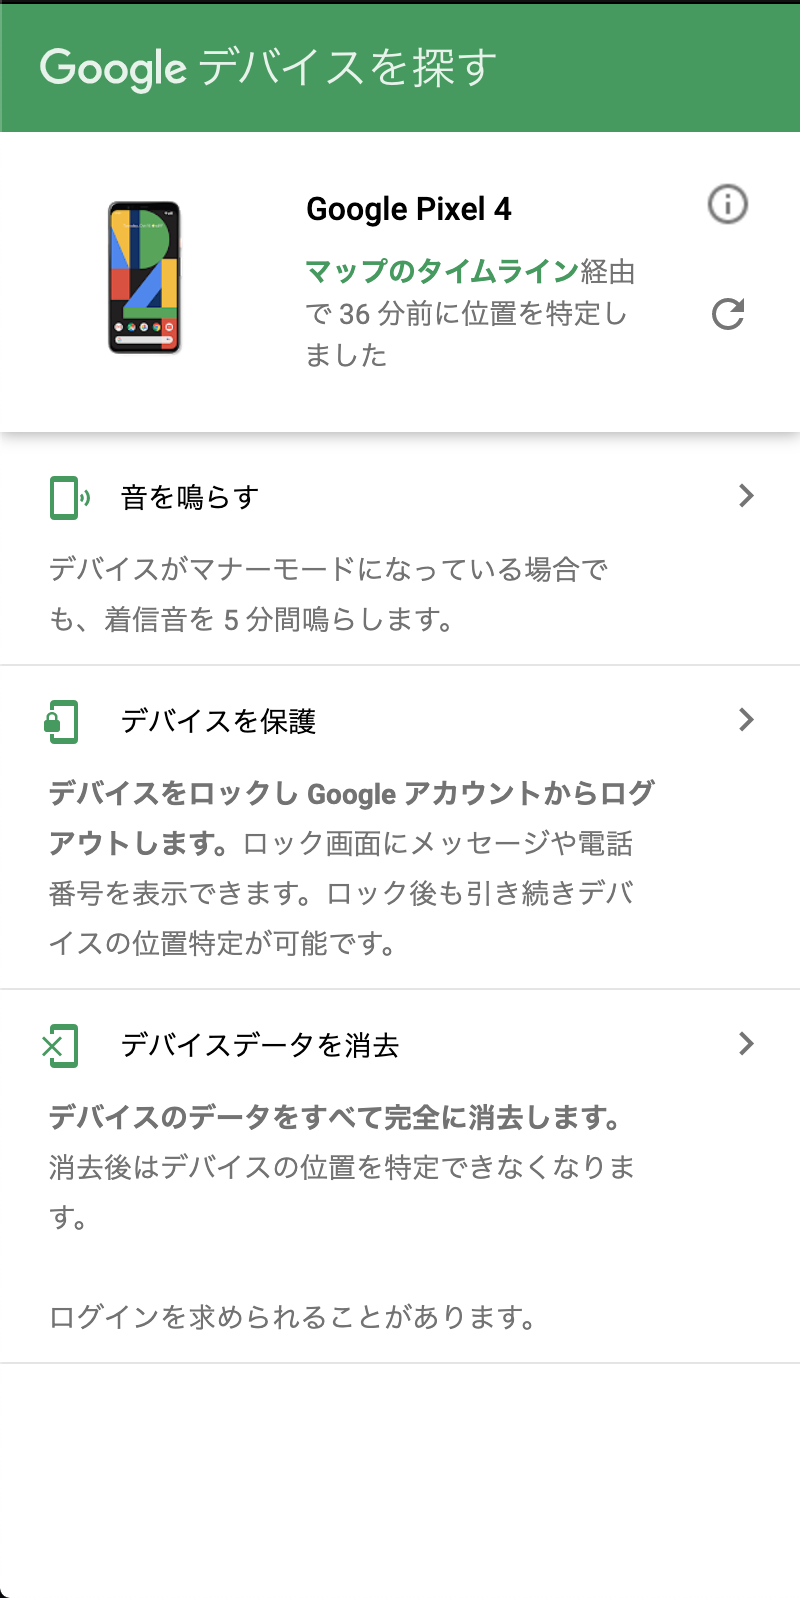 Google デバイスを探す
Google Pixel 4
マップのタイムライン経由
で 36 分前に位置を特定し
ました
音を鳴らす
デバイスがマナーモードになっている場合で
も、着信音を 5 分間鳴らします。
デバイスを保護
デバイスをロックし Google アカウントからログ
アウトします。ロック画面にメッセージや電話
番号を表示できます。ロック後も引き続きデバ
イスの位置特定が可能です。
デバイスデータを消去
デバイスのデータをすべて完全に消去します。
消去後はデバイスの位置を特定できなくなりま
す。
ログインを求められることがあります。